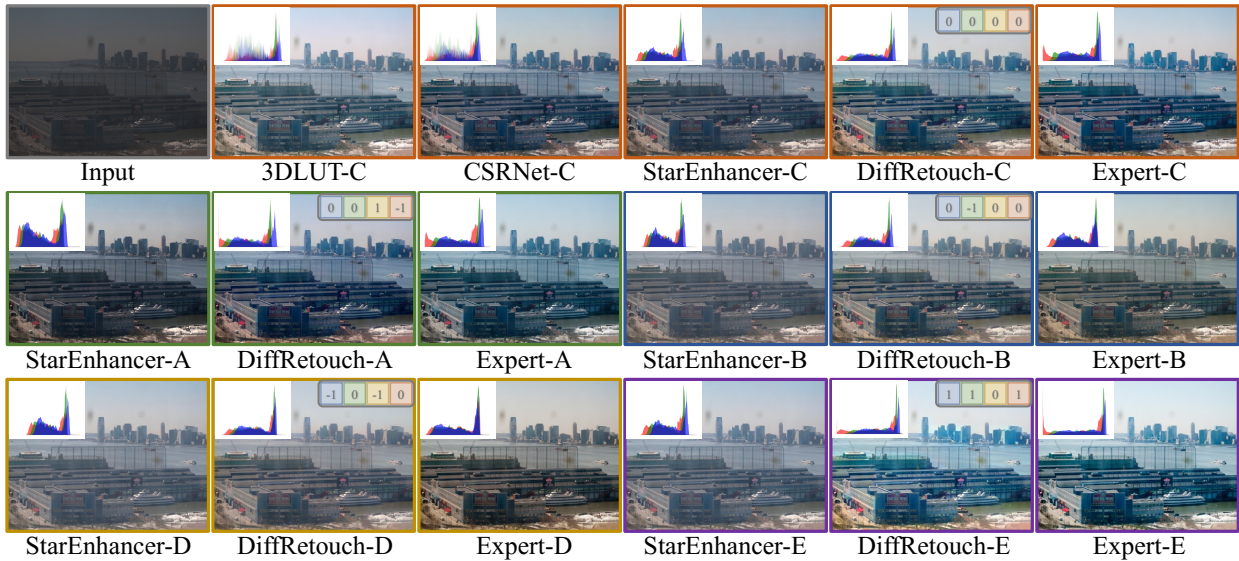 0 0 0 0
Input 3DLUT-C CSRNet-C StarEnhancer-C DiffRetouch-C Expert-C
0 0 1 -1 0 -1 0 0
StarEnhancer-A DiffRetouch-A Expert-A StarEnhancer-B DiffRetouch-B Expert-B
-1 0 -1 0 1 1 0 1
StarEnhancer-D DiffRetouch-D Expert-D StarEnhancer-E DiffRetouch-E Expert-E